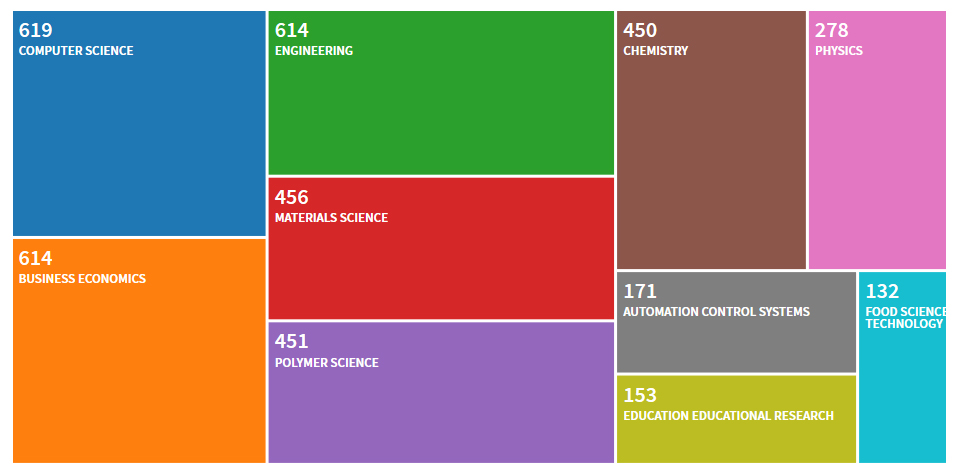 619
COMPUTER SCIENCE
614
BUSINESS ECONOMICS
614
ENGINEERING
456
MATERIALS SCIENCE
451
POLYMER SCIENCE
450
CHEMISTRY
278
PHYSICS
171
AUTOMATION CONTROL SYSTEMS
153
EDUCATION EDUCATIONAL RESEARCH
132
FOOD SCIENCE
TECHNOLOGY